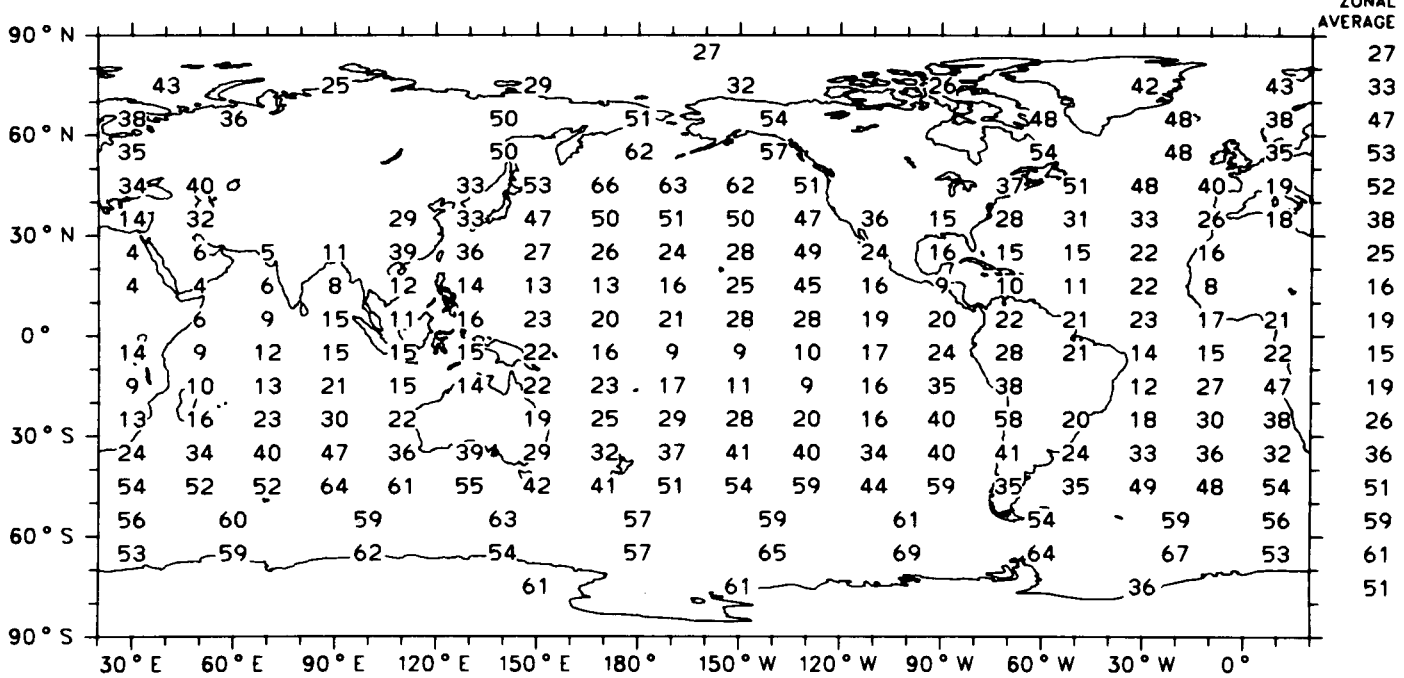 ZONAL
AVERAGE
90° N
27 27
43 25 29 32 26 42 43 33
38 36 50 51 54 48 48 38 47
60° N
35 50 62 57 54 48 35 53
34 40 33 53 66 63 62 51 37 51 48 40 19 52
14 32 29 33 47 50 51 50 47 36 15 28 31 33 26 18 38
30° N
4 6 5 11 39 36 27 26 24 28 49 24 16 15 15 22 16 25
4 4 6 8 12 14 13 13 16 25 45 16 9 10 11 22 8 16
6 9 15 11 16 23 20 21 28 28 19 20 22 21 23 17 21 19
0°
14 9 12 15 15 15 22 16 9 9 10 17 24 28 21 14 15 22 15
9 10 13 21 15 14 22 23 17 11 9 16 35 38 12 27 47 19
13 16 23 30 22 19 25 29 28 20 16 40 58 20 18 30 38 26
30° S
24 34 40 47 36 39 29 32 37 41 40 34 40 41 24 33 36 32 36
54 52 52 64 61 55 42 41 51 54 59 44 59 35 35 49 48 54 51
56 60 59 63 57 59 61 54 59 56 59
60° S
53 59 62 54 57 65 69 64 67 53 61
61 61 36 51
90° S
30° E 60° E 90° E 120° E 150° E 180° 150° W 120° W 90° W 60° W 30° W 0°